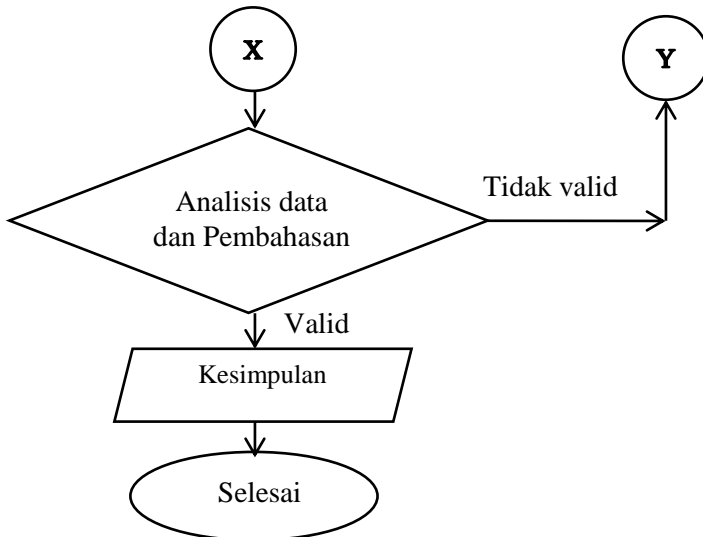 X
Y
Tidak valid
Analisis data
dan Pembahasan
Valid
Kesimpulan
Selesai